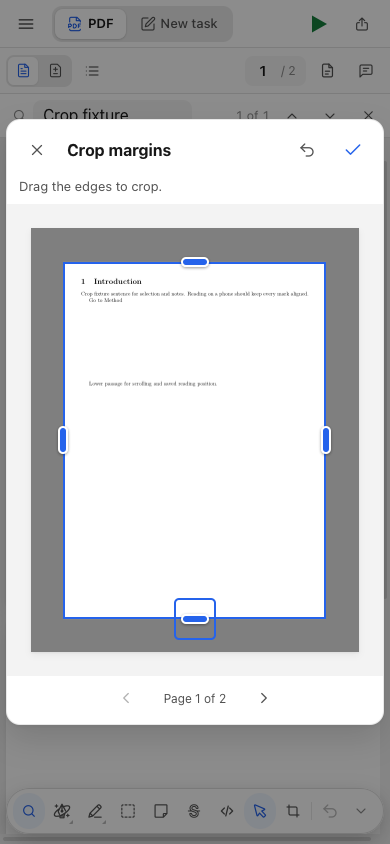 PDF
PDF
New task
1 / 2
Crop fixture
1 of 1
Crop margins
Drag the edges to crop.
1 Introduction
Crop fixture sentence for selection and notes. Reading on a phone should keep every mark aligned.
Go to Method
Lower passage for scrolling and saved reading position.
Page 1 of 2